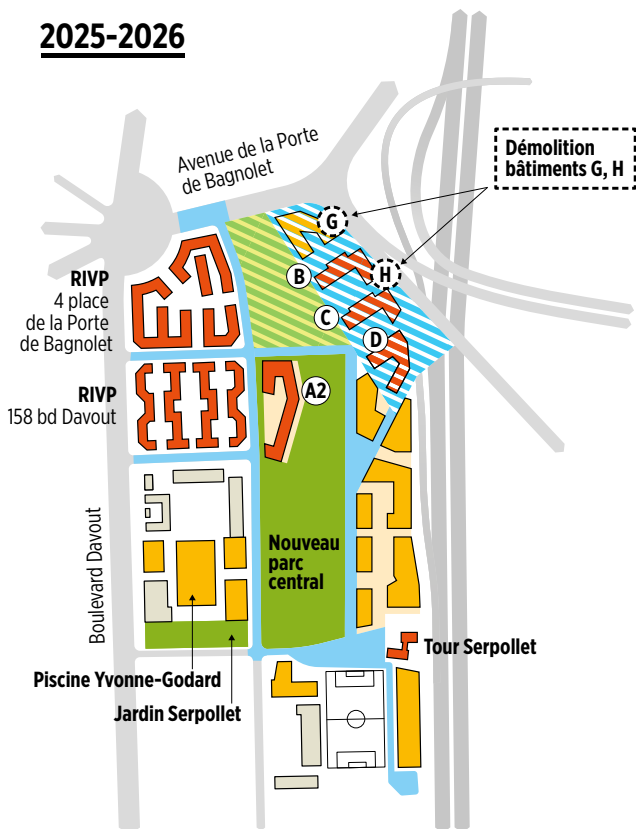 2025-2026
Avenue de la Porte
de Bagnolet
Démolition
bâtiments G, H
G
H
B
C
D
RIVP
4 place
de la Porte
de Bagnolet
RIVP
158 bd Davout
A2
Boulevard Davout
Nouveau
parc
central
Tour Serpollet
Piscine Yvonne-Godard
Jardin Serpollet